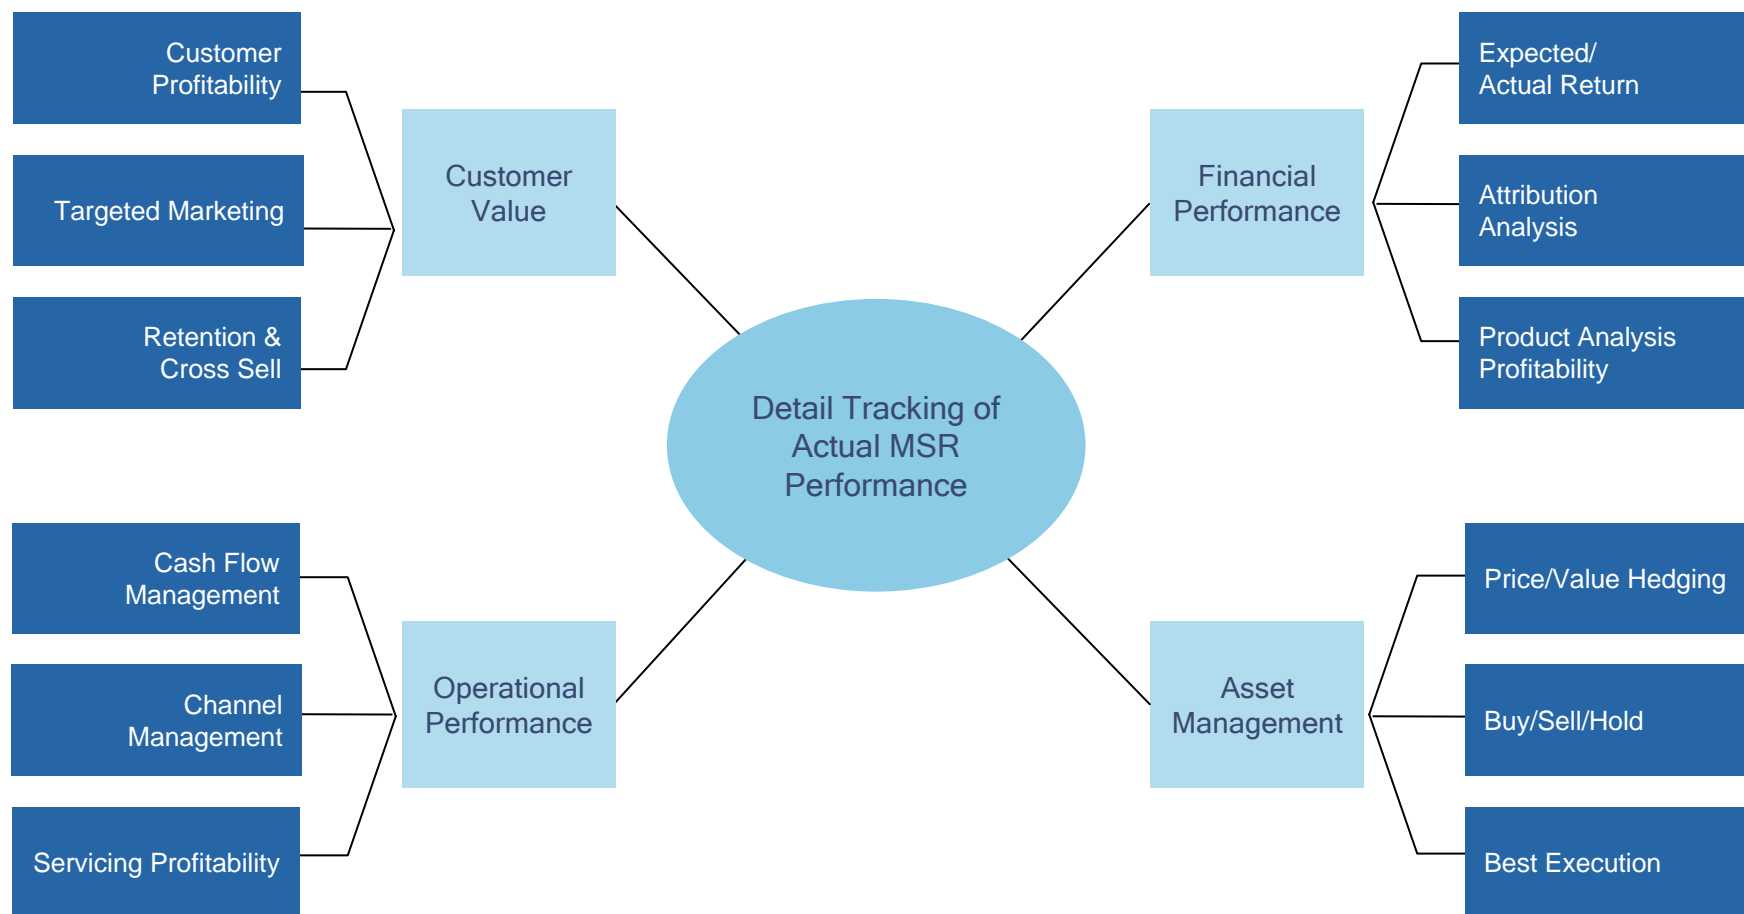 Customer
Profitability
Targeted Marketing
Retention &
Cross Sell
Customer
Value
Financial
Performance
Expected/
Actual Return
Attribution
Analysis
Product Analysis
Profitability
Detail Tracking of
Actual MSR
Performance
Cash Flow
Management
Channel
Management
Servicing Profitability
Operational
Performance
Asset
Management
Price/Value Hedging
Buy/Sell/Hold
Best Execution